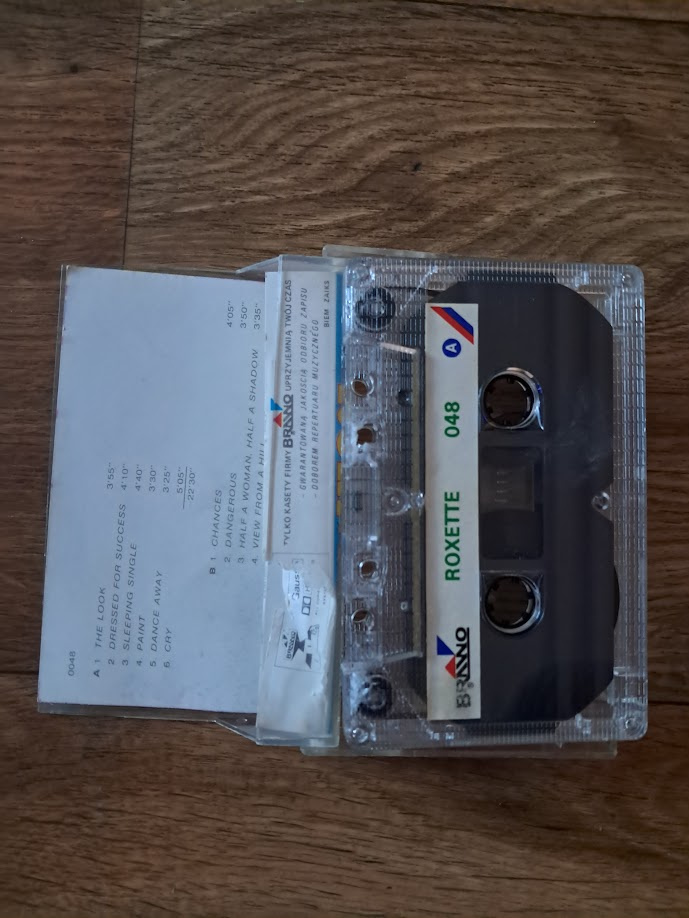 0048
A 1 THE LOOK 3'55"
2 DRESSED FOR SUCCESS 4'10"
3. SLEEPING SINGLE 4'40"
4. PAINT 3'30"
5. DANCE AWAY 3'25"
6. CRY 5'05"
22'30"
B 1 CHANCES 4'05"
2 DANGEROUS 3'50"
3 HALF A WOMAN, HALF A SHADOW 3'35"
4. VIEW FROM A HILL
TYLKO KASETY FIRMY BRAWO UPRZYJEMNIĄ TWÓJ CZAS
- GWARANTOWANĄ JAKOŚCIĄ ODBIORU ZAPISU
- DOBOREM REPERTUARU MUZYCZNEGO
BIEM ZAIKS
BRAWO
ROXETTE 048 A